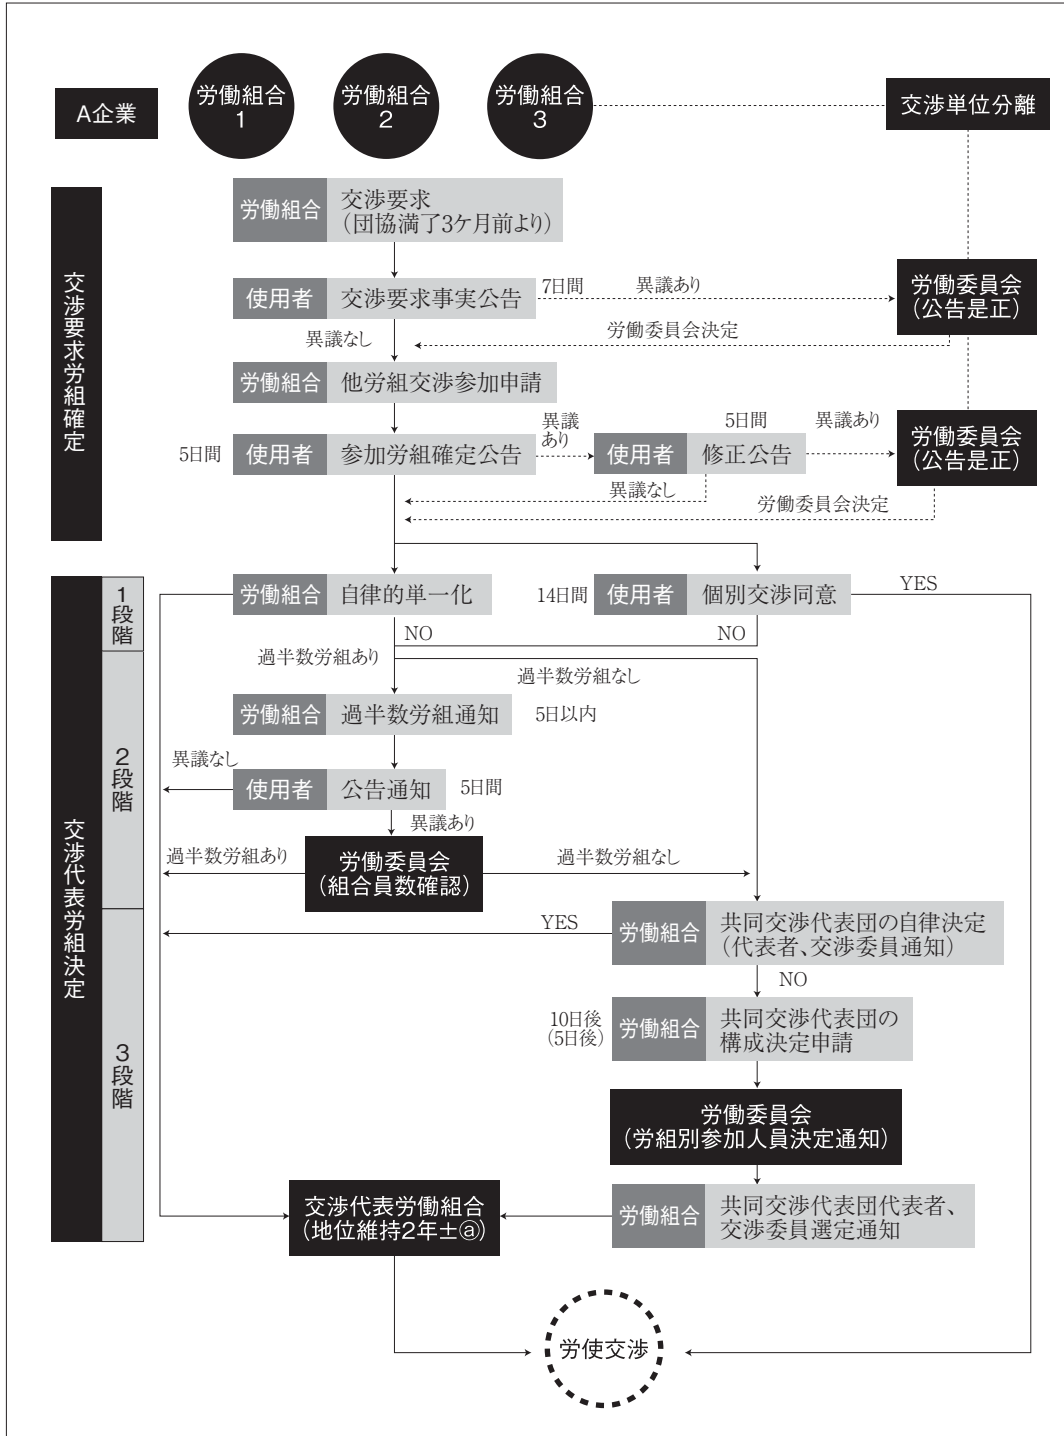 A企業
労働組合
1
労働組合
2
労働組合
3
交渉単位分離
交渉要求労組確定
労働組合
交渉要求
（団協満了3ケ月前より）
使用者
交渉要求事実公告
7日間
異議あり
労働委員会
（公告是正）
異議なし
労働委員会決定
労働組合
他労組交渉参加申請
5日間
使用者
参加労組確定公告
異議
あり
使用者
修正公告
5日間
異議あり
労働委員会
（公告是正）
異議なし
労働委員会決定
交渉代表労組決定
1段階
労働組合
自律的単一化
14日間
使用者
個別交渉同意
YES
NO
NO
過半数労組あり
過半数労組なし
2段階
労働組合
過半数労組通知
5日以内
異議なし
使用者
公告通知
5日間
異議あり
過半数労組あり
労働委員会
（組合員数確認）
過半数労組なし
3段階
YES
労働組合
共同交渉代表団の自律決定
（代表者、交渉委員通知）
NO
10日後
（5日後）
労働組合
共同交渉代表団の
構成決定申請
労働委員会
（労組別参加人員決定通知）
交渉代表労働組合
（地位維持2年±ⓐ）
労働組合
共同交渉代表団代表者、
交渉委員選定通知
労使交渉